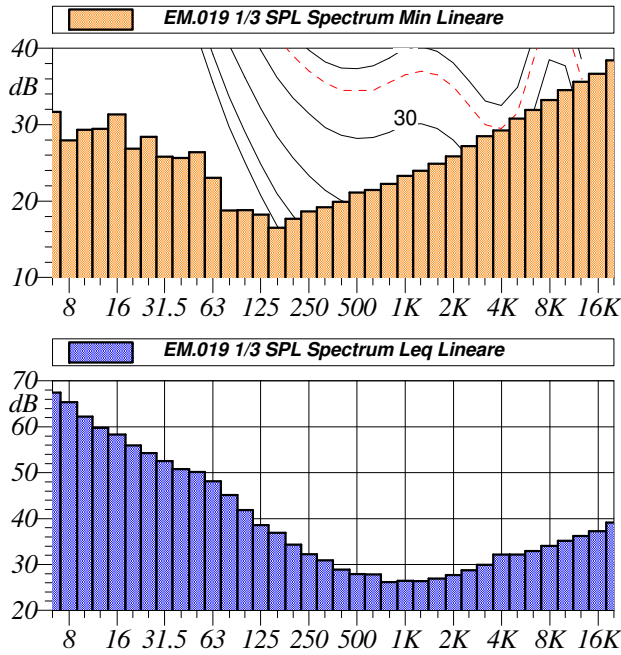 EM.019 1/3 SPL Spectrum Min Lineare
40
dB
30
20
10
30
8 16 31.5 63 125 250 500 1K 2K 4K 8K 16K
EM.019 1/3 SPL Spectrum Leq Lineare
70
dB
60
50
40
30
20
8 16 31.5 63 125 250 500 1K 2K 4K 8K 16K